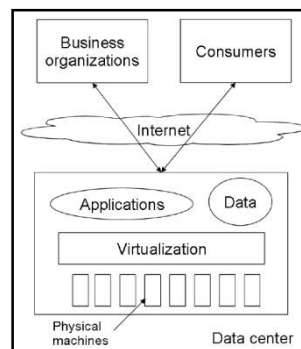 Business
organizations
Consumers
Internet
Applications
Data
Virtualization
Physical
machines
Data center